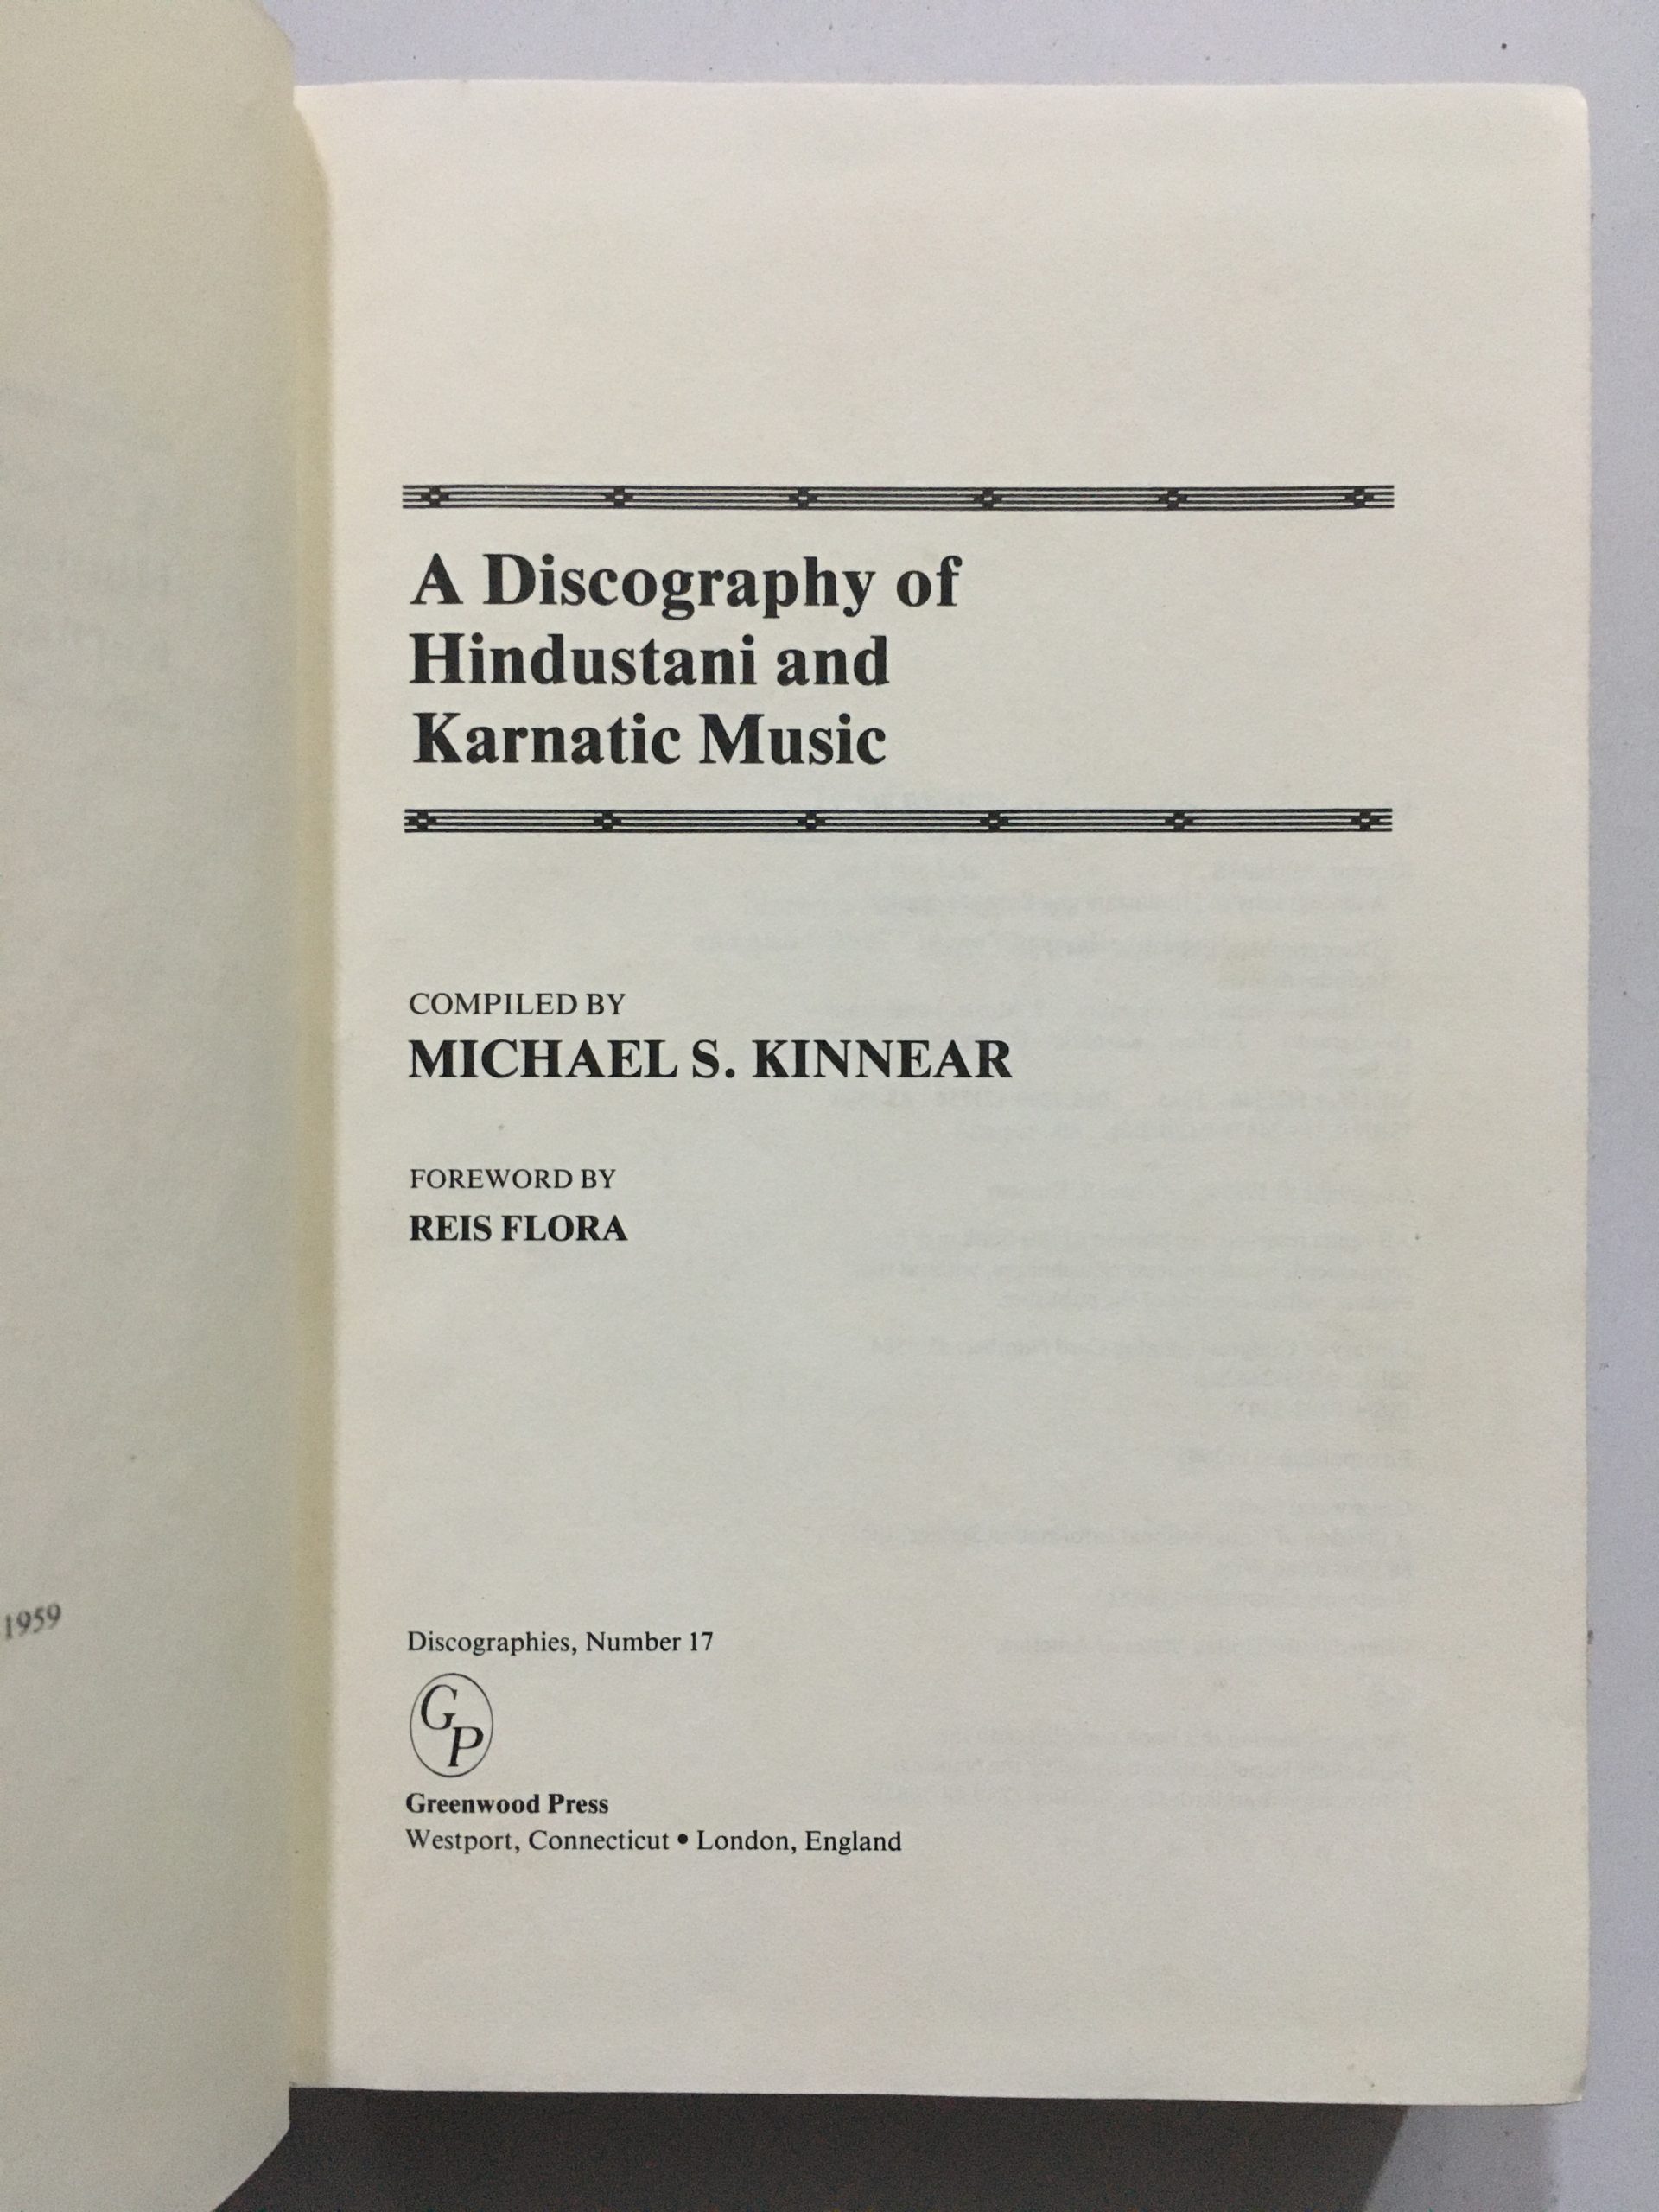 1959
A Discography of
Hindustani and
Karnatic Music
COMPILED BY
MICHAEL S. KINNEAR
FOREWORD BY
REIS FLORA
Discographies, Number 17
GP
Greenwood Press
Westport, Connecticut • London, England